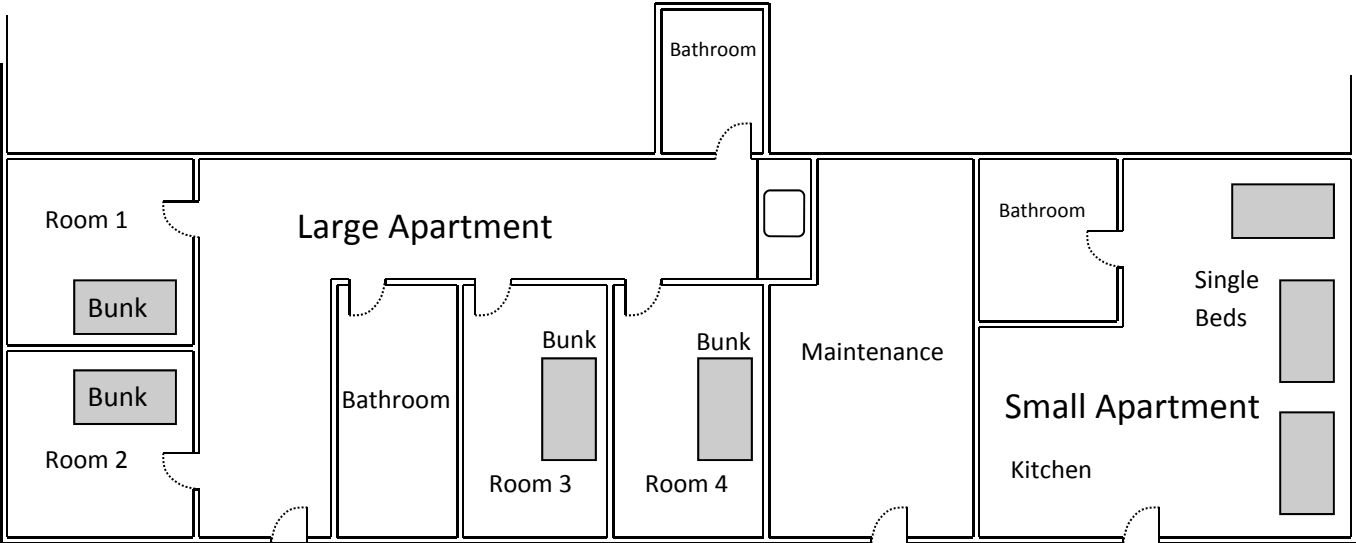 Bathroom
Room 1
Large Apartment
Bathroom
Single
Beds
Bunk
Bunk
Bunk
Maintenance
Bunk
Bathroom
Small Apartment
Room 2
Room 3
Room 4
Kitchen